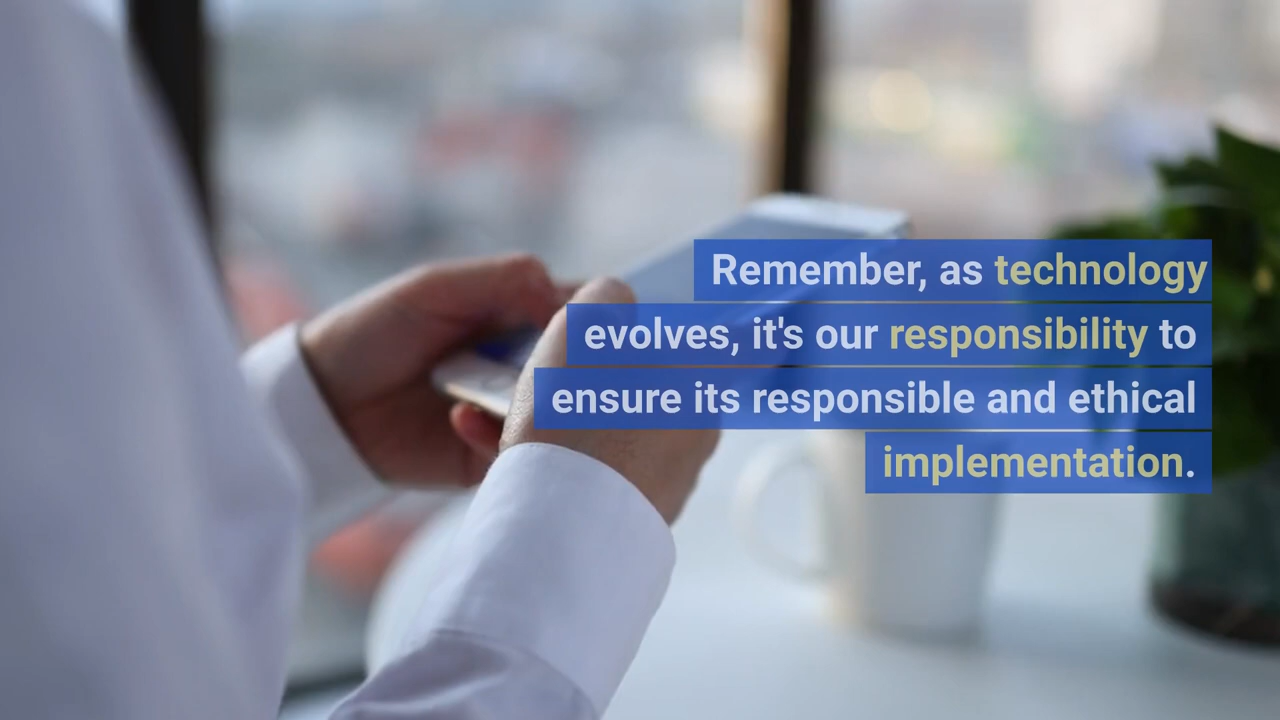 Remember, as technology
evolves, it's our responsibility to
ensure its responsible and ethical
implementation.